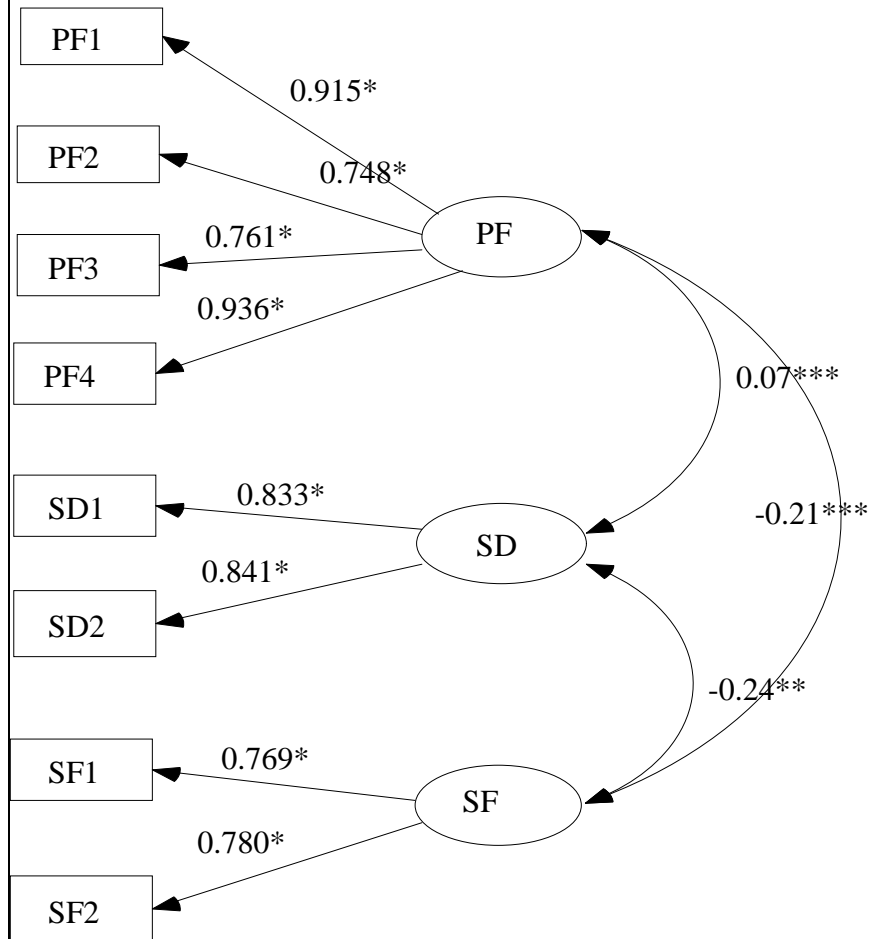 PF1
0.915*
PF2
0.748*
PF
0.761*
PF3
0.936*
PF4
0.07***
SD1
0.833*
-0.21***
SD
0.841*
SD2
-0.24**
SF1
0.769*
SF
0.780*
SF2